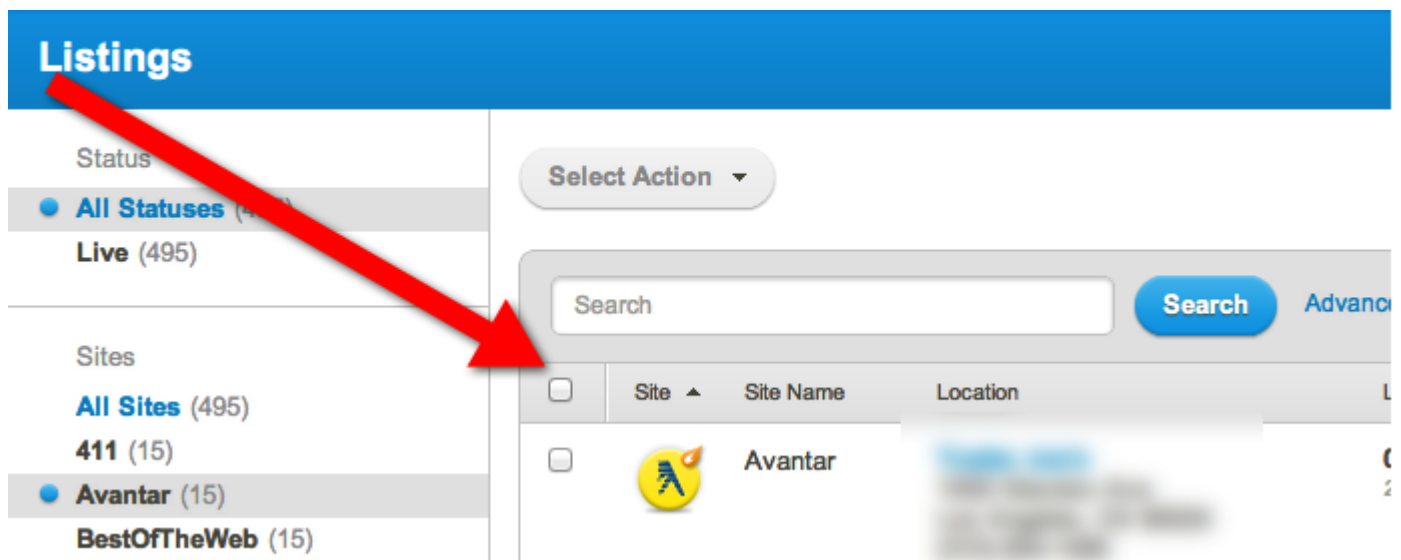 Listings
Status
All Statuses
Live (495)
Sites
All Sites (495)
411 (15)
Avantar (15)
BestOfTheWeb (15)
Select Action
Search
Search
Site
Site Name
Location
L
Avantar